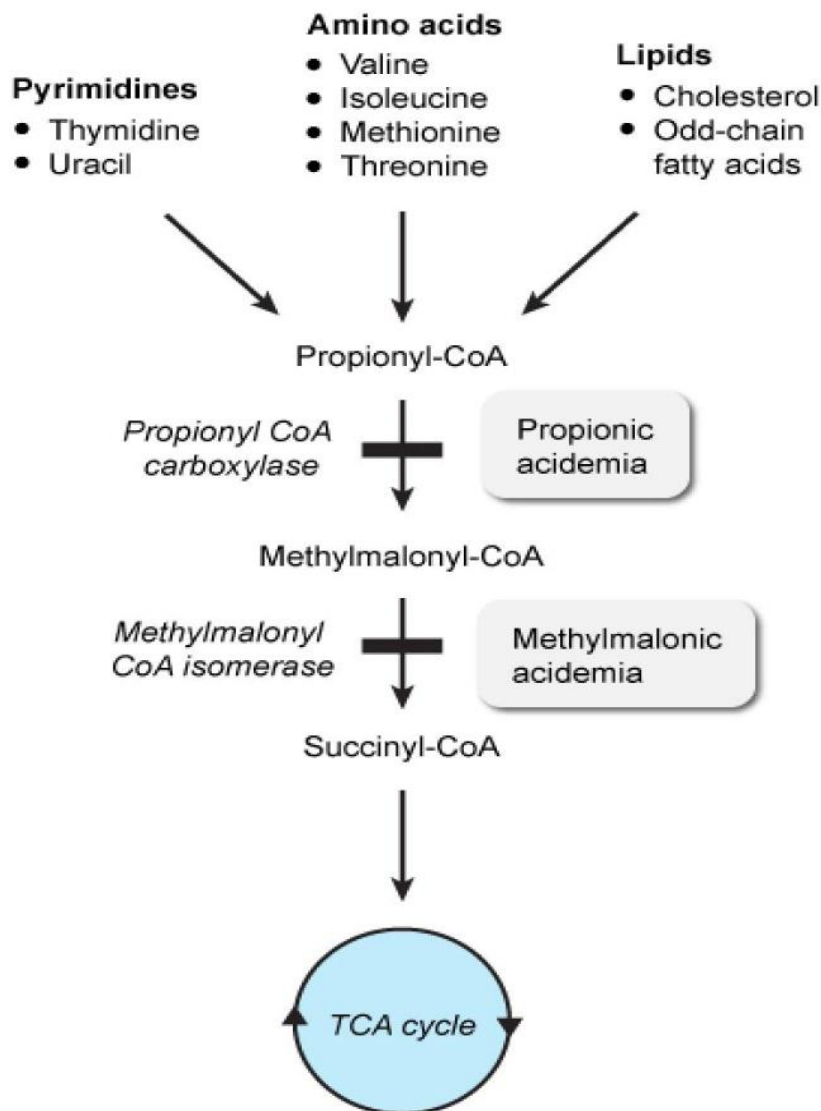 Pyrimidines
• Thymidine
• Uracil
Amino acids
• Valine
• Isoleucine
• Methionine
• Threonine
Lipids
• Cholesterol
• Odd-chain
fatty acids
Propionyl-CoA
Propionyl CoA
carboxylase
Propionic
acidemia
Methylmalonyl-CoA
Methylmalonyl
CoA isomerase
Methylmalonic
acidemia
Succinyl-CoA
TCA cycle